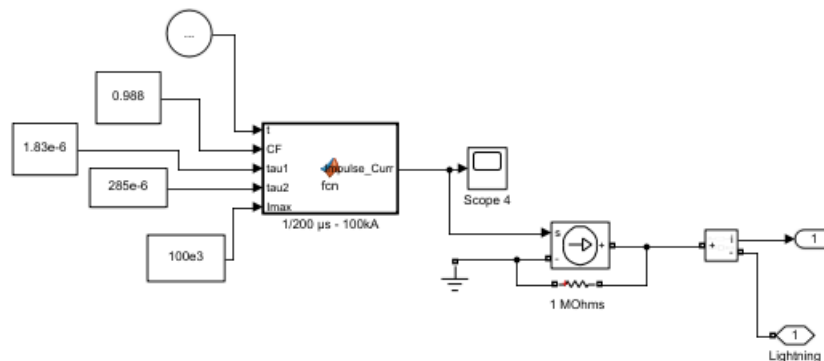 ...
0.988
1.83e-6
285e-6
100e3
t
CF
tau1
tau2
Imax
Impulse_Curr
fcn
1/200 µs - 100kA
Scope 4
s
+
-
1 MOhms
+
i
-
1
1
Lightning